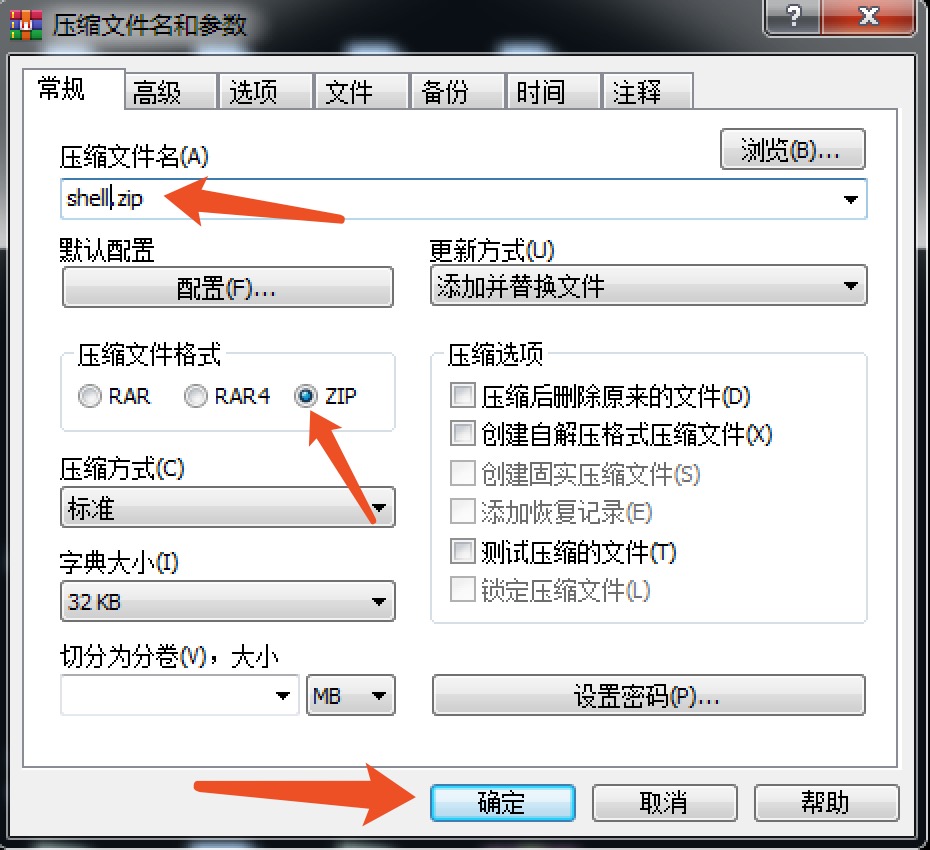 压缩文件名和参数
?
常规 高级 选项 文件 备份 时间 注释
压缩文件名(A)
浏览(B)...
shell.zip
默认配置
更新方式(U)
配置(F)...
添加并替换文件
压缩文件格式
压缩选项
RAR RAR4 ZIP
压缩后删除原来的文件(D)
创建自解压格式压缩文件(X)
压缩方式(C)
创建固实压缩文件(S)
标准
添加恢复记录(E)
字典大小(I)
测试压缩的文件(T)
32 KB
锁定压缩文件(L)
切分为分卷(V)，大小
MB
设置密码(P)...
确定 取消 帮助